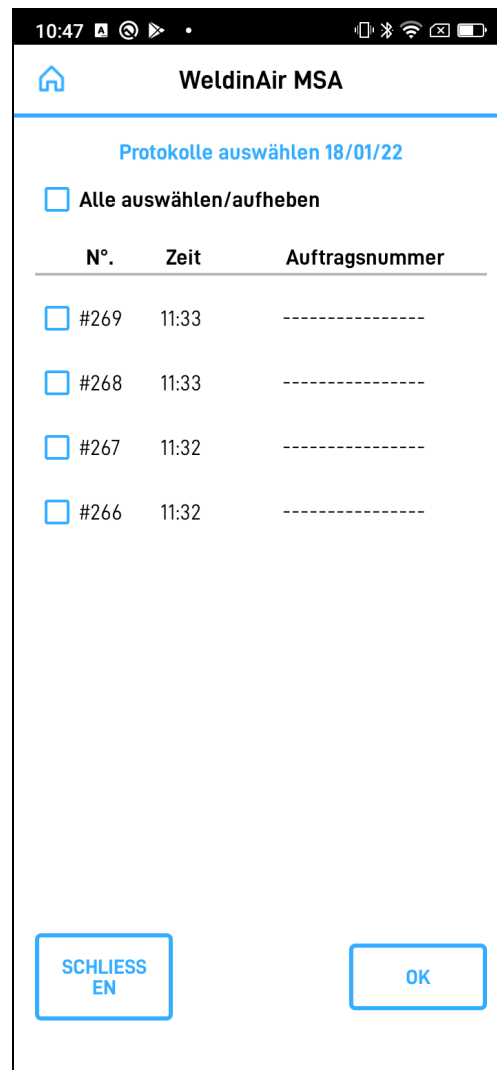 10:47
WeldinAir MSA
Protokolle auswählen 18/01/22
Alle auswählen/aufheben
N°. Zeit Auftragsnummer
#269 11:33 ----------------
#268 11:33 ----------------
#267 11:32 ----------------
#266 11:32 ----------------
SCHLIESS
EN
OK